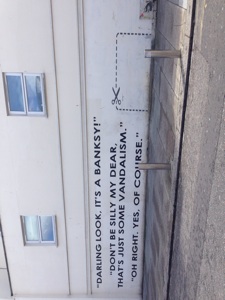 "DARLING LOOK, IT'S A BANKSY!"
"DON'T BE SILLY MY DEAR,
THAT'S JUST SOME VANDALISM."
"OH RIGHT. YES, OF COURSE."